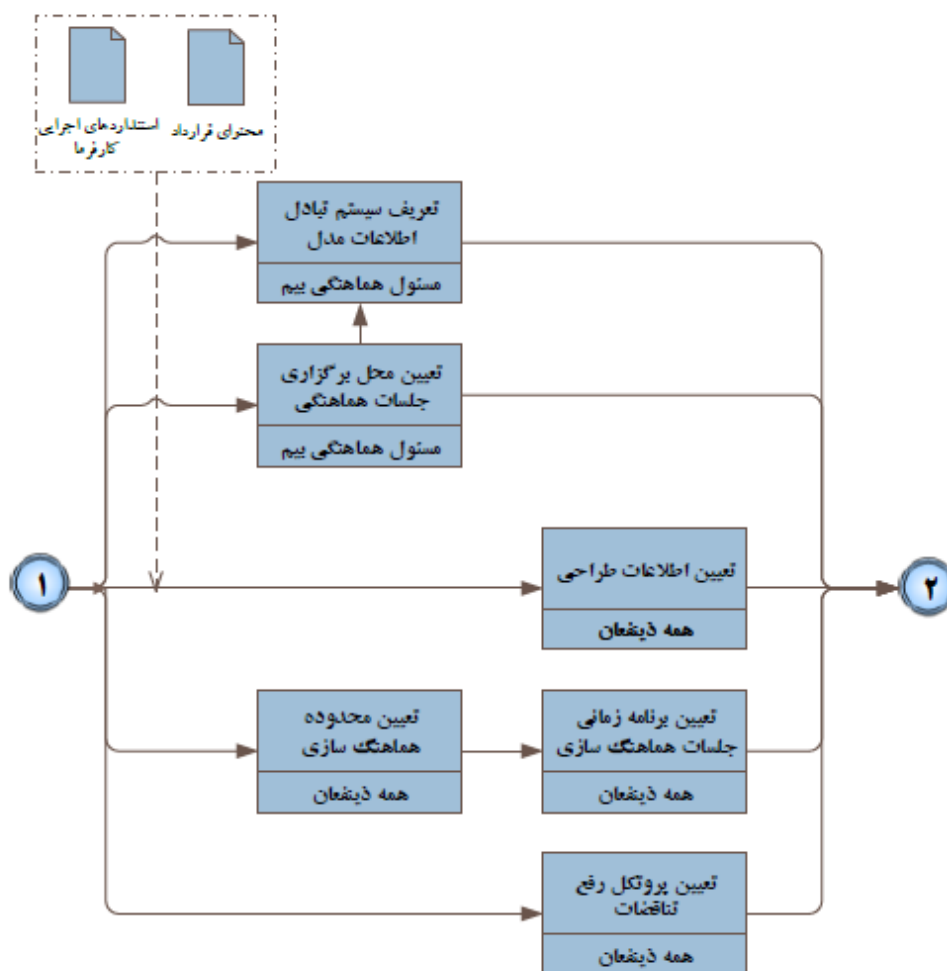 محتوای قرارداد
استنداردهای اجرایی
کارفرما
تعریف سیستم تبادل
اطلاعات مدل
مسئول هماهنگی بیم
تعیین محل برگزاری
جلسات هماهنگی
مسئول هماهنگی بیم
۱
تعیین اطلاعات طراحی
همه ذینفعان
۲
تعیین محدوده
هماهنگ سازی
همه ذینفعان
تعیین برنامه زمانی
جلسات هماهنگ سازی
همه ذینفعان
تعیین پروتکل رفع
تناقضات
همه ذینفعان